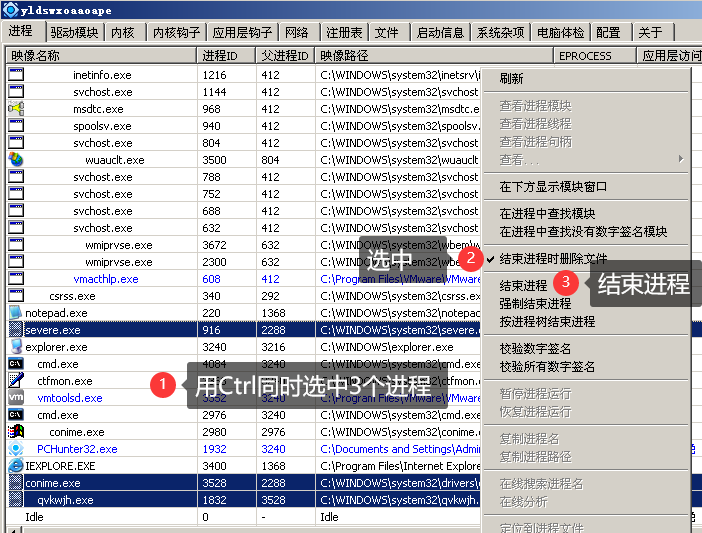 yldswxoaaoape
进程 驱动模块 内核 内核钩子 应用层钩子 网络 注册表 文件 启动信息 系统杂项 电脑体检 配置 关于
映像名称 进程ID 父进程ID 映像路径 EPROCESS 应用层访问
inetinfo.exe 1216 412 C:\WINDOWS\system32\inetsrv\i
svchost.exe 1144 412 C:\WINDOWS\system32\svchost
msdtc.exe 968 412 C:\WINDOWS\system32\msdtc.e
spoolsv.exe 940 412 C:\WINDOWS\system32\spoolsv.
svchost.exe 804 412 C:\WINDOWS\system32\svchost
wuauclt.exe 3500 804 C:\WINDOWS\system32\wuauclt
svchost.exe 788 412 C:\WINDOWS\system32\svchost
svchost.exe 752 412 C:\WINDOWS\system32\svchost
svchost.exe 688 412 C:\WINDOWS\system32\svchost
svchost.exe 632 412 C:\WINDOWS\system32\svchost
wmiprvse.exe 3672 632 C:\WINDOWS\system32\wbem\w
wmiprvse.exe 2300 632 C:\WINDOWS\system32\wbe
vmacthlp.exe 608 412 C:\Program Files\VMware\VMw
csrss.exe 340 292 C:\WINDOWS\system32\csrss.ex
notepad.exe 220 1368 C:\WINDOWS\system32\notepac
severe.exe 916 2288 C:\WINDOWS\system32\severe.
explorer.exe 3240 3216 C:\WINDOWS\explorer.exe
cmd.exe 4084 3240 C:\WINDOWS\system32\cmd.exe
ctfmon.exe C:\WINDOWS\system32\ctfmon.
vmtoolsd.exe 3552 3240 C:\Program Files\VMware\VMw
cmd.exe 2976 3240 C:\WINDOWS\system32\cmd.exe
conime.exe 2980 2976 C:\WINDOWS\system32\conime.
PCHunter32.exe 1932 3240 C:\Documents and Settings\Admi
IEXPLORE.EXE 3400 1368 C:\Program Files\Internet Explore
conime.exe 3528 2288 C:\WINDOWS\system32\drivers\
qvkwjh.exe 1832 3528 C:\WINDOWS\system32\qvkwjh.
Idle 0 - Idle
刷新
查看进程模块
查看进程线程
查看进程句柄
查看...
在下方显示模块窗口
在进程中查找模块
在进程中查找没有数字签名模块
结束进程时删除文件
结束进程
强制结束进程
按进程树结束进程
校验数字签名
校验所有数字签名
暂停进程运行
恢复进程运行
复制进程名
复制进程路径
在线搜索进程名
在线分析
定位到进程文件
1 用Ctrl同时选中3个进程
选中 2
3 结束进程